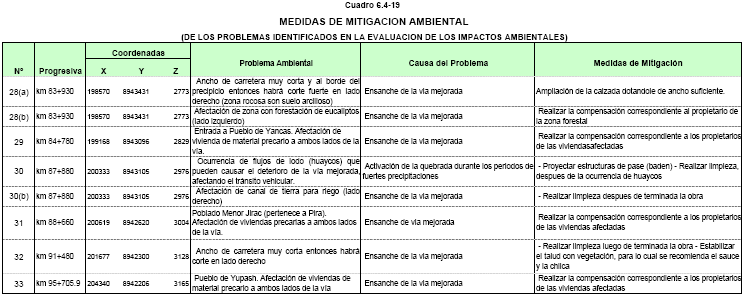 Cuadro 6.4-19
MEDIDAS DE MITIGACION AMBIENTAL
(DE LOS PROBLEMAS IDENTIFICADOS EN LA EVALUACION DE LOS IMPACTOS AMBIENTALES)
Nº Progresiva Coordenadas X Y Z Problema Ambiental Causa del Problema Medidas de Mitigación
28(a) km 83+930 198570 8943431 2773 Ancho de carretera muy corta y al borde del
precipicio entonces habrá corte fuerte en lado
derecho (zona rocosa son suelo arcilloso)
Ensanche de la vía mejorada
Ampliación de la calzada dotandole de ancho suficiente.
28(b) km 83+930 198570 8943431 2773 Afectación de zona con forestación de eucaliptos
(lado izquierdo)
Ensanche de la vía mejorada
Realizar la compensación correspondiente al propietario de
la zona forestal
29 km 84+780 199168 8943096 2829 Entrada a Pueblo de Yancas. Afectación de
vivienda de material precario a ambos lados de la
vía.
Ensanche de la vía mejorada
Realizar la compensación correspondiente a los propietarios
de las viviendasafectadas
30 km 87+880 200333 8943105 2976 Ocurrencia de flujos de lodo (huaycos) que
pueden causar el deterioro de la vía mejorada,
afectando el tránsito vehicular.
Activación de la quebrada durante los periodos de
fuertes precipitaciones
- Proyectar estructuras de pase (baden) - Realizar limpieza,
despues de la ocurrencia de huaycos
30(b) km 87+880 200333 8943105 2976 Afectación de canal de tierra para riego (lado
derecho)
Ensanche de la vía mejorada
- Realizar limpieza despues de terminada la obra
31 km 88+660 200619 8942620 3004 Poblado Menor Jirac (pertenece a Pira).
Afectación de viviendas precarias a ambos lados
de la vía.
Ensanche de vía mejorada
Realizar la compensación correspondiente a los propietarios
de las viviendas afectadas
32 km 91+480 201677 8942300 3128 Ancho de carretera muy corta entonces habrá
corte en lado derecho
Ensanche de la vía mejorada
- Realizar limpieza luego de terminada la obra - Estabilizar
el talud con vegetación, para lo cual se recomienda el sauce
y la chilca
33 km 95+705.9 204340 8942206 3165 Pueblo de Yupash. Afectación de viviendas de
material precario a ambos lados de la vía
Ensanche de la vía mejorada
Realizar la compensación correspondiente a los propietarios
de las viviendas afectadas